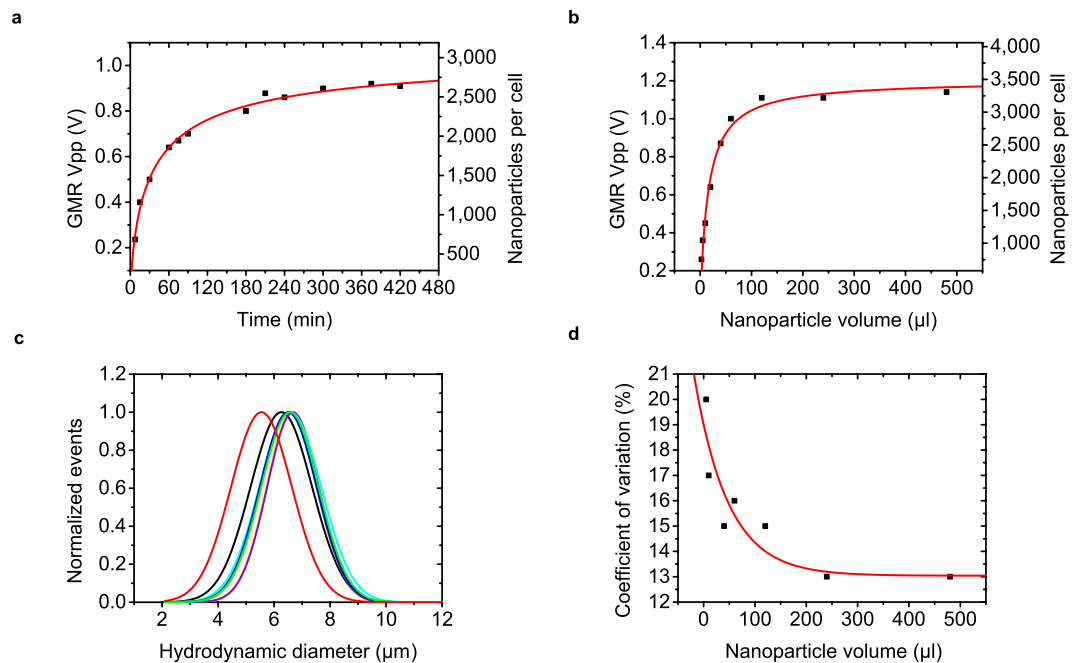 a
GMR Vpp (V)
1.0
0.8
0.6
0.4
0.2
3,000
2,500
2,000
1,500
1,000
500
Nanoparticles per cell
0 60 120 180 240 300 360 420 480
Time (min)
b
GMR Vpp (V)
1.4
1.2
1.0
0.8
0.6
0.4
0.2
4,000
3,500
3,000
2,500
2,000
1,500
1,000
Nanoparticles per cell
0 100 200 300 400 500
Nanoparticle volume (µl)
c
Normalized events
1.2
1.0
0.8
0.6
0.4
0.2
0.0
0 2 4 6 8 10 12
Hydrodynamic diameter (µm)
d
Coefficient of variation (%)
21
20
19
18
17
16
15
14
13
12
0 100 200 300 400 500
Nanoparticle volume (µl)